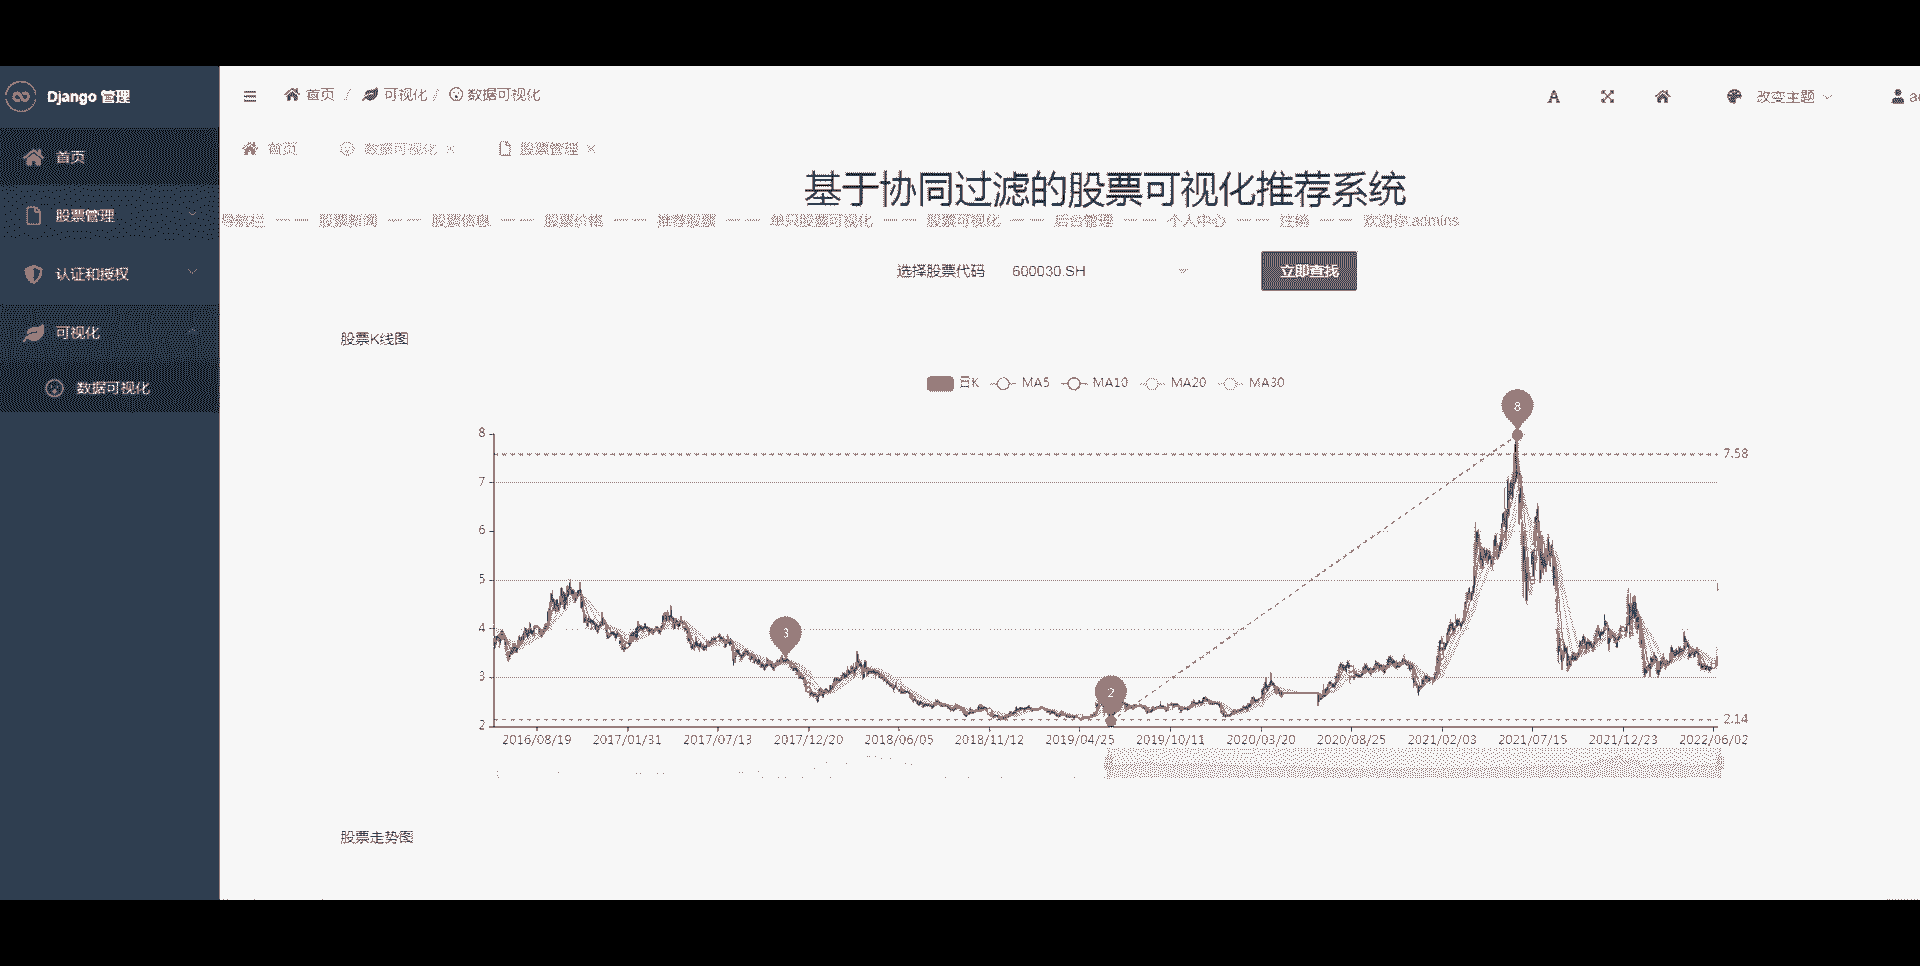 Django 管理
首页
股票管理
认证和授权
可视化
数据可视化
首页 / 可视化 / 数据可视化
A
改变主题
首页 数据可视化 × 股票管理 ×
基于协同过滤的股票可视化推荐系统
导航栏 —— 股票新闻 —— 股票信息 —— 股票价格 —— 推荐股票 —— 单只股票可视化 —— 股票可视化 —— 后台管理 —— 个人中心 —— 注销 —— 欢迎你:admins
选择股票代码 600030.SH 立即查找
股票K线图
日K MA5 MA10 MA20 MA30
8
8
7.58
7
6
5
4
3
3
2
2
2.14
2016/08/19 2017/01/31 2017/07/13 2017/12/20 2018/06/05 2018/11/12 2019/04/25 2019/10/11 2020/03/20 2020/08/25 2021/02/03 2021/07/15 2021/12/23 2022/06/02
股票走势图